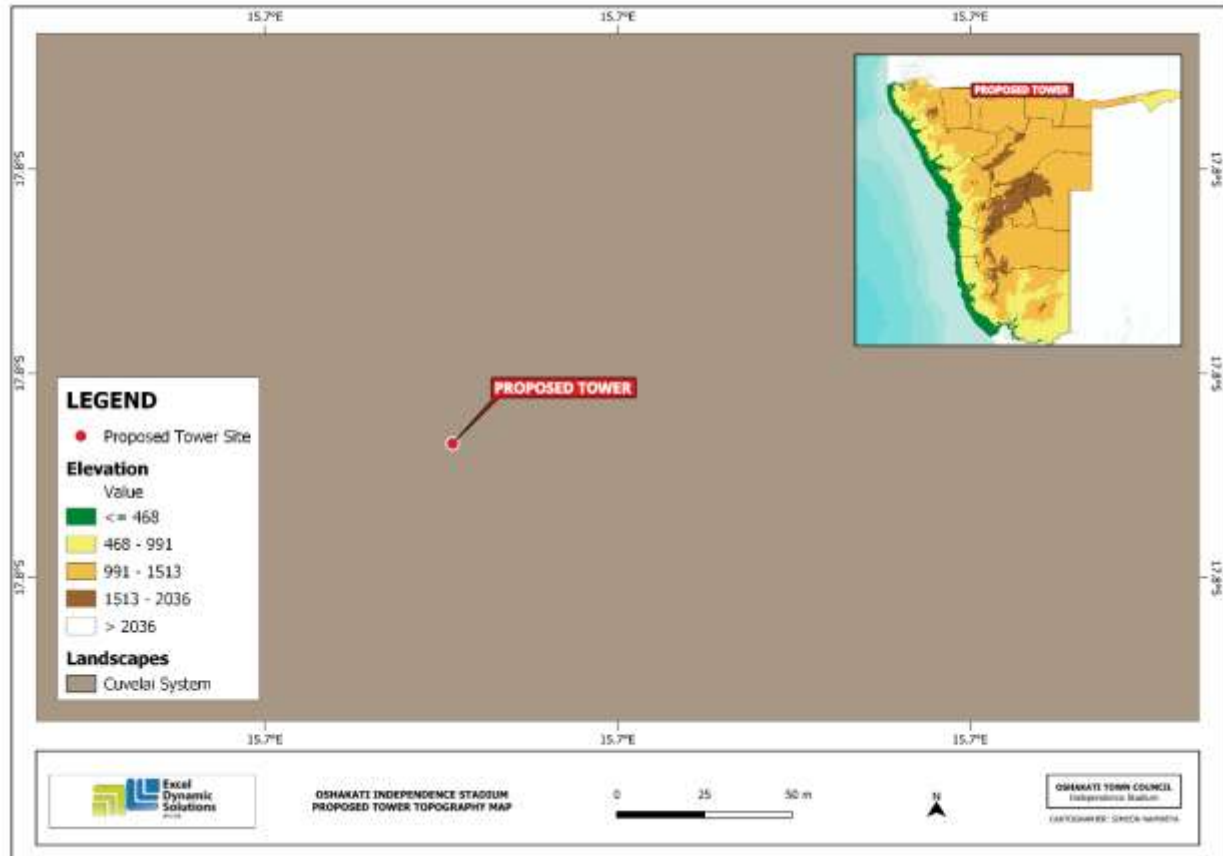 15.7°E 15.7°E 15.7°E
17.8°S 17.8°S
17.8°S 17.8°S
17.8°S 17.8°S
PROPOSED TOWER
PROPOSED TOWER
LEGEND
Proposed Tower Site
Elevation
Value
<= 468
468 - 991
991 - 1513
1513 - 2036
> 2036
Landscapes
Cuvelai System
15.7°E 15.7°E 15.7°E
Excel
Dynamic
Solutions
OSHAKATI INDEPENDENCE STADIUM
PROPOSED TOWER TOPOGRAPHY MAP
0 25 50 m
N
OSHAKATI TOWN COUNCIL
Independence Stadium
CARTOGRAPHER: